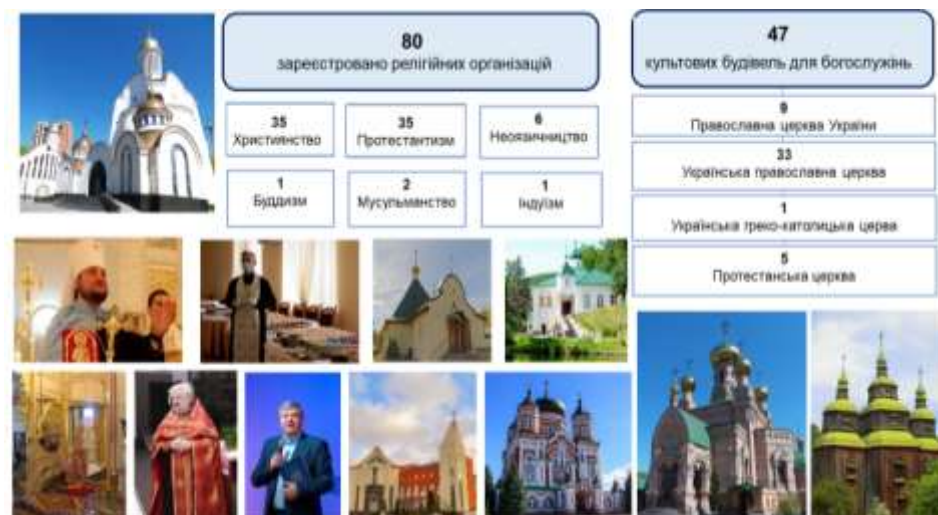 80
зареєстровано релігійних організацій
47
культових будівель для богослужінь
35
Християнство
35
Протестантизм
6
Неоязичництво
1
Буддизм
2
Мусульманство
1
Індуїзм
9
Православна церква України
33
Українська православна церква
1
Українська греко-католицька церва
5
Протестанська церква